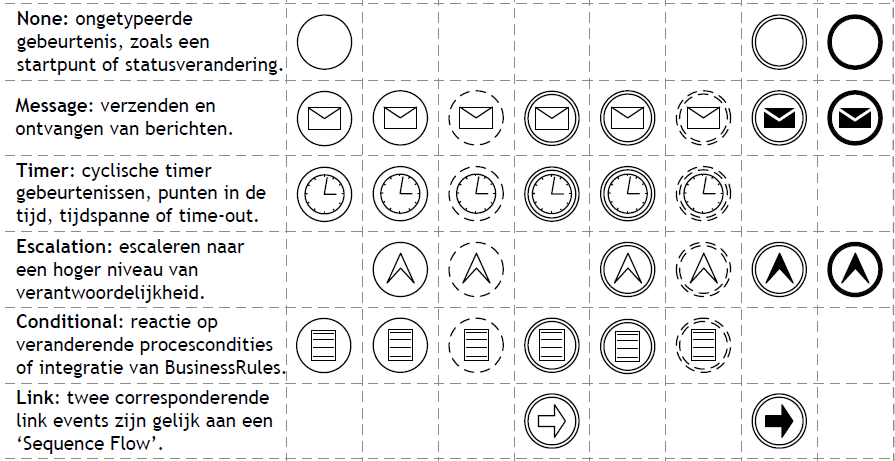 None: ongetypeerde
gebeurtenis, zoals een
startpunt of statusverandering.
Message: verzenden en
ontvangen van berichten.
Timer: cyclische timer
gebeurtenissen, punten in de
tijd, tijdspanne of time-out.
Escalation: escaleren naar
een hoger niveau van
verantwoordelijkheid.
Conditional: reactie op
veranderende procescondities
of integratie van BusinessRules.
Link: twee corresponderende
link events zijn gelijk aan een
‘Sequence Flow’.